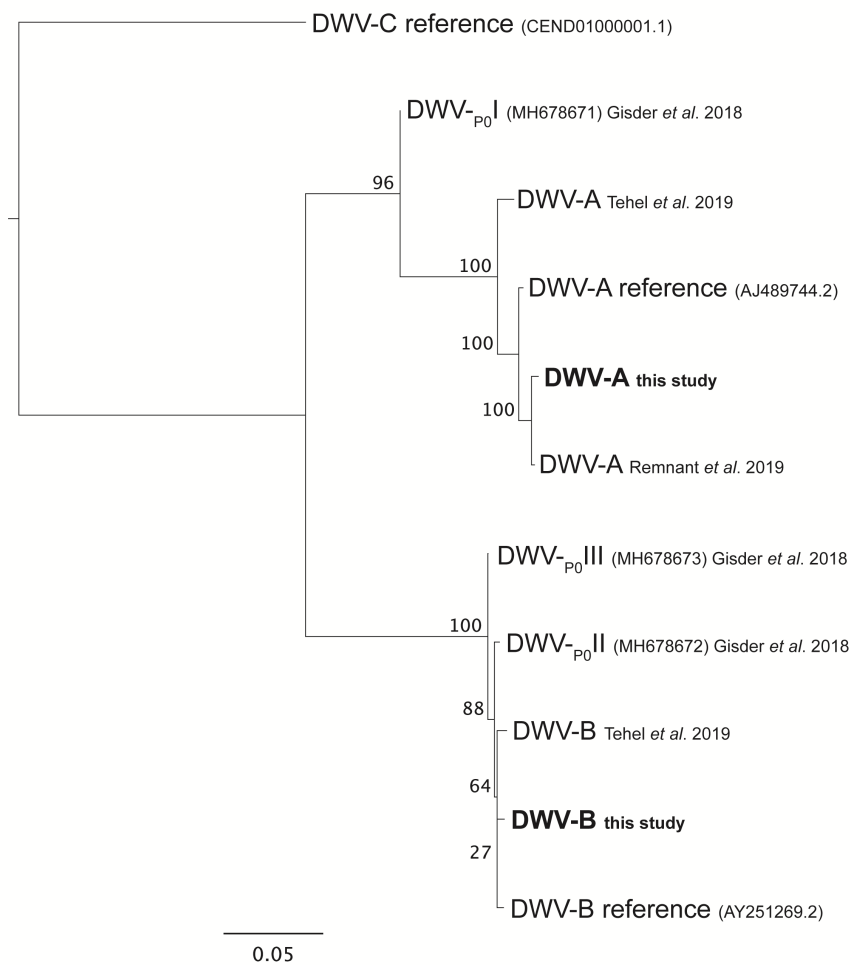 DWV-C reference (CEND01000001.1)
DWV-P0I (MH678671) Gisder et al. 2018
96
DWV-A Tehel et al. 2019
100
DWV-A reference (AJ489744.2)
100
DWV-A this study
100
DWV-A Remnant et al. 2019
DWV-P0III (MH678673) Gisder et al. 2018
100
DWV-P0II (MH678672) Gisder et al. 2018
88
DWV-B Tehel et al. 2019
64
DWV-B this study
27
DWV-B reference (AY251269.2)
0.05